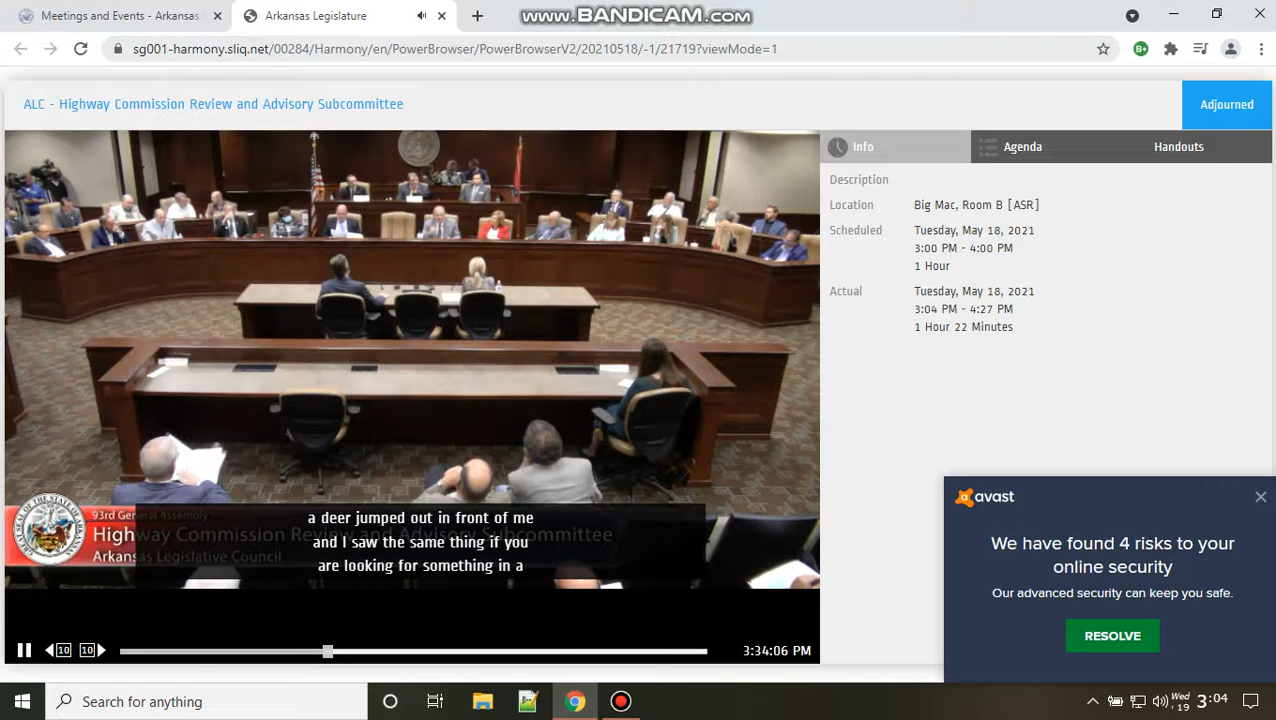 Meetings and Events - Arkansas
Arkansas Legislature
www.BANDICAM.com
sg001-harmony.sliq.net/00284/Harmony/en/PowerBrowser/PowerBrowserV2/20210518/-1/21719?viewMode=1
ALC - Highway Commission Review and Advisory Subcommittee
Adjourned
Info
Agenda
Handouts
Description
Location
Big Mac, Room B [ASR]
Scheduled
Tuesday, May 18, 2021
3:00 PM - 4:00 PM
1 Hour
Actual
Tuesday, May 18, 2021
3:04 PM - 4:27 PM
1 Hour 22 Minutes
93rd General Assembly
Highway Commission Review and Advisory Subcommittee
Arkansas Legislative Council
a deer jumped out in front of me
and I saw the same thing if you
are looking for something in a
10
10
3:34:06 PM
avast
We have found 4 risks to your
online security
Our advanced security can keep you safe.
RESOLVE
Search for anything
Wed
, 19
3:04